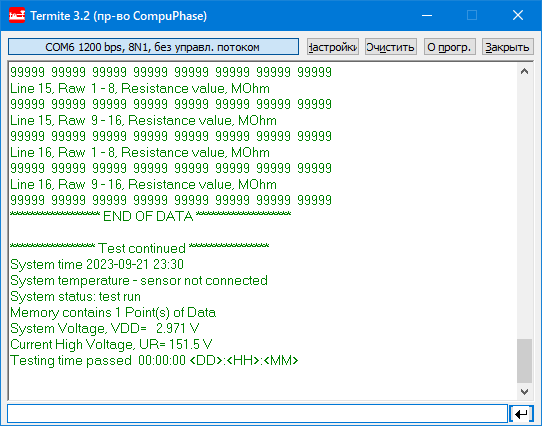 Termite 3.2 (пр-во CompuPhase)
COM6 1200 bps, 8N1, без управл. потоком
Настройки
Очистить
О прогр.
Закрыть
99999 99999 99999 99999 99999 99999 99999 99999
Line 15, Raw 1 - 8, Resistance value, MOhm
99999 99999 99999 99999 99999 99999 99999 99999
Line 15, Raw 9 - 16, Resistance value, MOhm
99999 99999 99999 99999 99999 99999 99999 99999
Line 16, Raw 1 - 8, Resistance value, MOhm
99999 99999 99999 99999 99999 99999 99999 99999
Line 16, Raw 9 - 16, Resistance value, MOhm
99999 99999 99999 99999 99999 99999 99999 99999
******************** END OF DATA ********************
******************** Test continued ********************
System time 2023-09-21 23:30
System temperature - sensor not connected
System status: test run
Memory contains 1 Point(s) of Data
System Voltage, VDD= 2.971 V
Current High Voltage, UR= 151.5 V
Testing time passed 00:00:00 <DD>:<HH>:<MM>